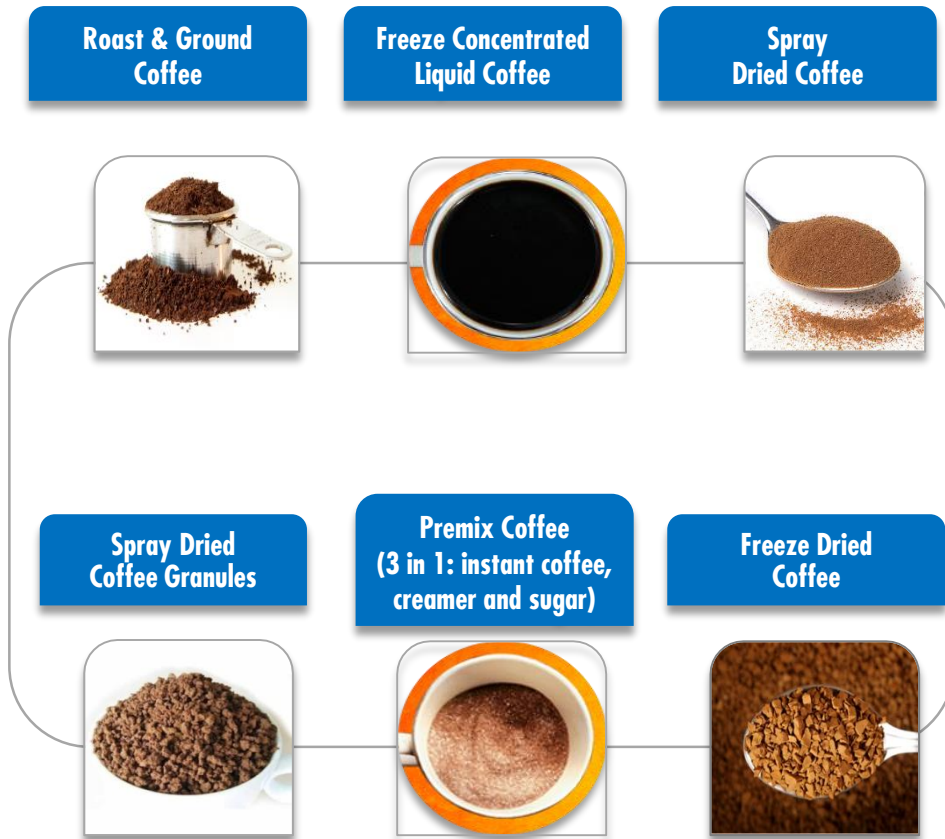 Roast & Ground
Coffee
Freeze Concentrated
Liquid Coffee
Spray
Dried Coffee
Spray Dried
Coffee Granules
Premix Coffee
(3 in 1: instant coffee,
creamer and sugar)
Freeze Dried
Coffee